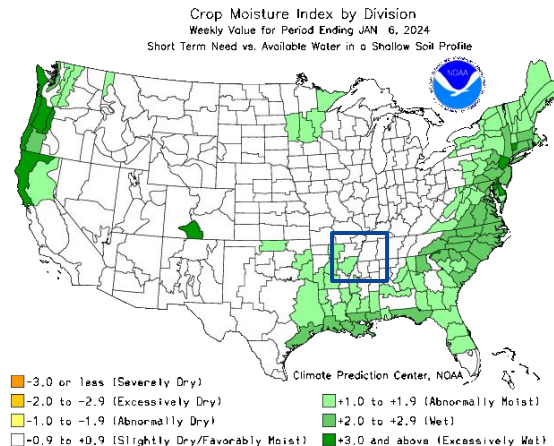 Crop Moisture Index by Division
Weekly Value for Period Ending JAN 6, 2024
Short Term Need vs. Available Water in a Shallow Soil Profile
NOAA
Climate Prediction Center, NOAA
-3.0 or less (Severely Dry)
-2.0 to -2.9 (Excessively Dry)
-1.0 to -1.9 (Abnormally Dry)
-0.9 to +0.9 (Slightly Dry/Favorably Moist)
+1.0 to +1.9 (Abnormally Moist)
+2.0 to +2.9 (Wet)
+3.0 and above (Excessively Wet)